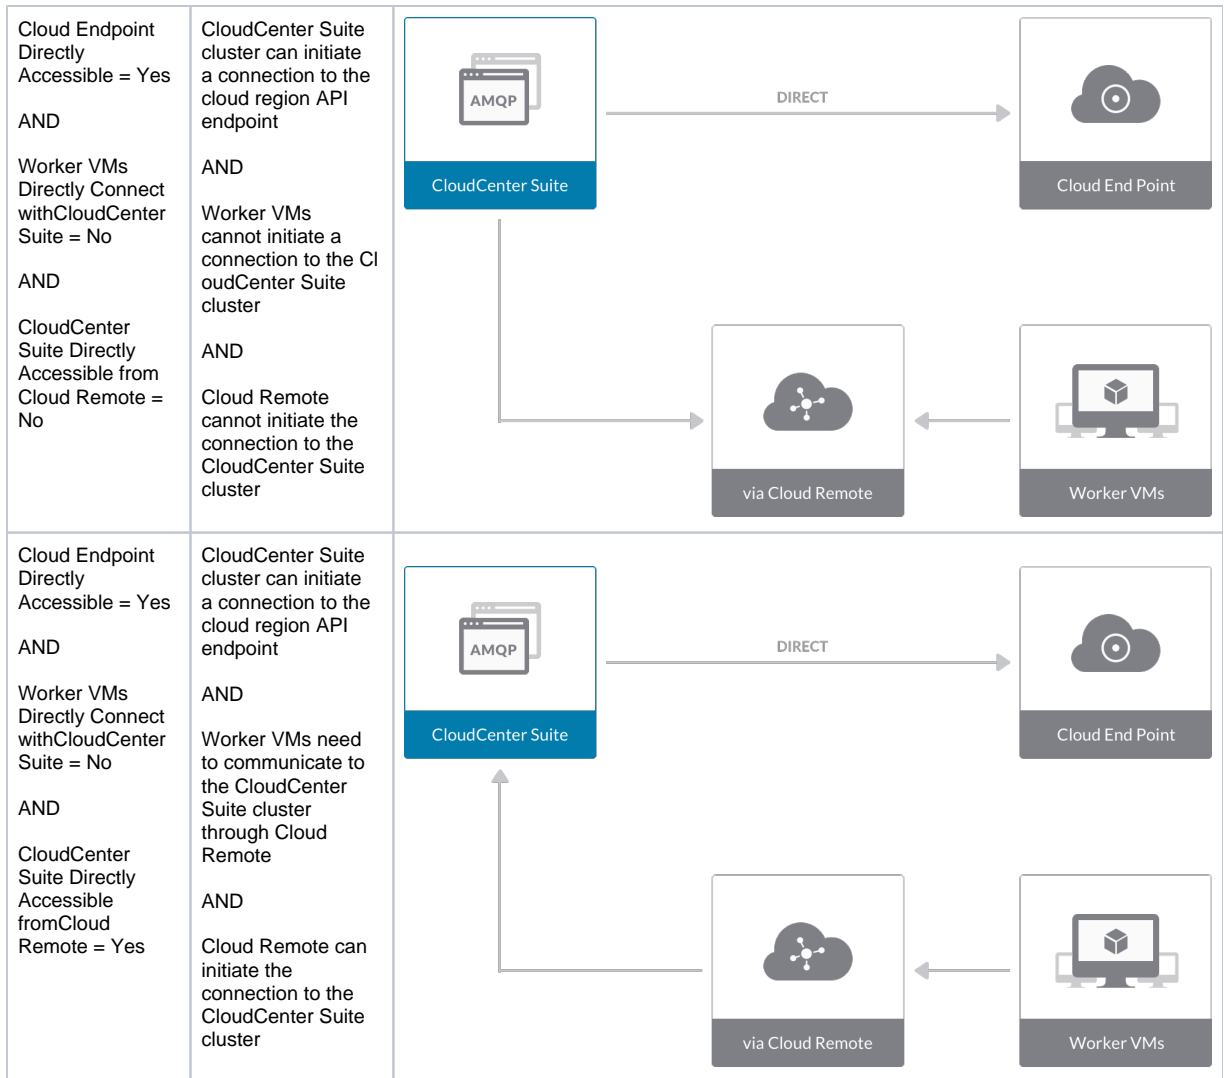 Cloud Endpoint
Directly
Accessible = Yes
AND
Worker VMs
Directly Connect
withCloudCenter
Suite = No
AND
CloudCenter
Suite Directly
Accessible from
Cloud Remote =
No
CloudCenter Suite
cluster can initiate
a connection to the
cloud region API
endpoint
AND
Worker VMs
cannot initiate a
connection to the Cl
oudCenter Suite
cluster
AND
Cloud Remote
cannot initiate the
connection to the
CloudCenter Suite
cluster
AMQP
CloudCenter Suite
DIRECT
Cloud End Point
via Cloud Remote
Worker VMs
Cloud Endpoint
Directly
Accessible = Yes
AND
Worker VMs
Directly Connect
withCloudCenter
Suite = No
AND
CloudCenter
Suite Directly
Accessible
fromCloud
Remote = Yes
CloudCenter Suite
cluster can initiate
a connection to the
cloud region API
endpoint
AND
Worker VMs need
to communicate to
the CloudCenter
Suite cluster
through Cloud
Remote
AND
Cloud Remote can
initiate the
connection to the
CloudCenter Suite
cluster
AMQP
CloudCenter Suite
DIRECT
Cloud End Point
via Cloud Remote
Worker VMs